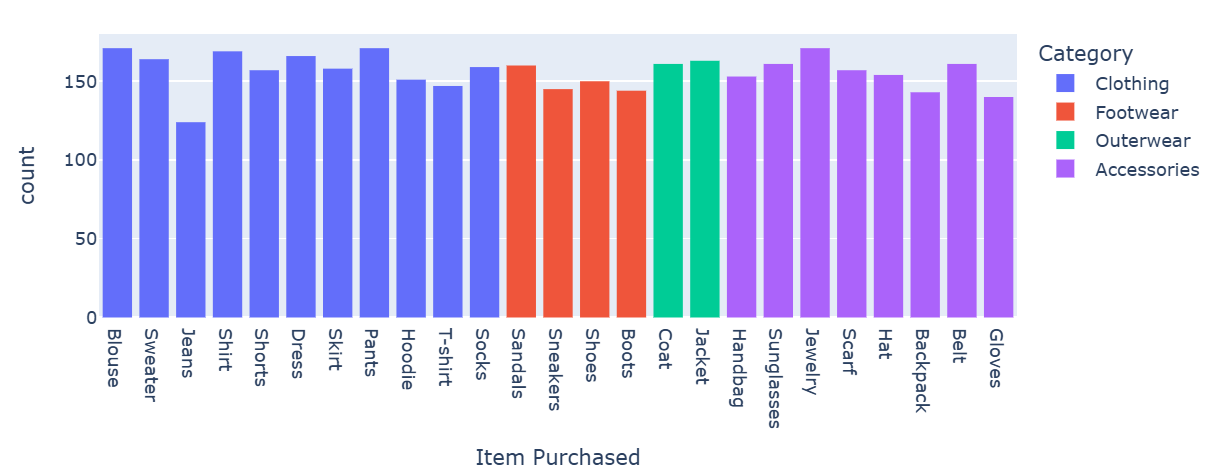 Category
Clothing
Footwear
Outerwear
Accessories
count
150
100
50
0
Blouse
Sweater
Jeans
Shirt
Shorts
Dress
Skirt
Pants
Hoodie
T-shirt
Socks
Sandals
Sneakers
Shoes
Boots
Coat
Jacket
Handbag
Sunglasses
Jewelry
Scarf
Hat
Backpack
Belt
Gloves
Item Purchased